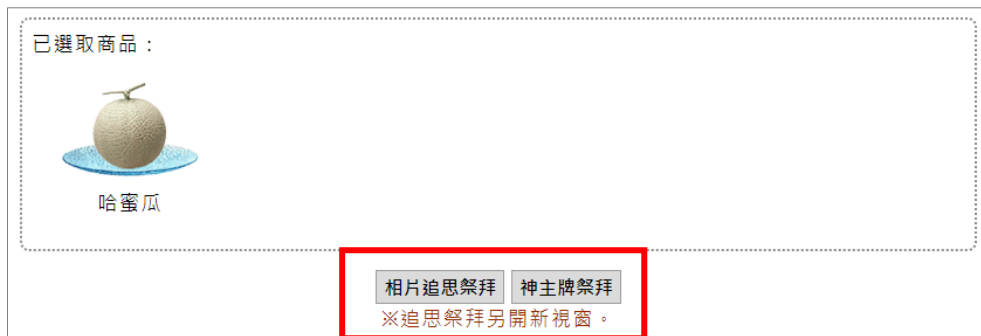 已選取商品：
哈蜜瓜
相片追思祭拜 神主牌祭拜
※追思祭拜另開新視窗。